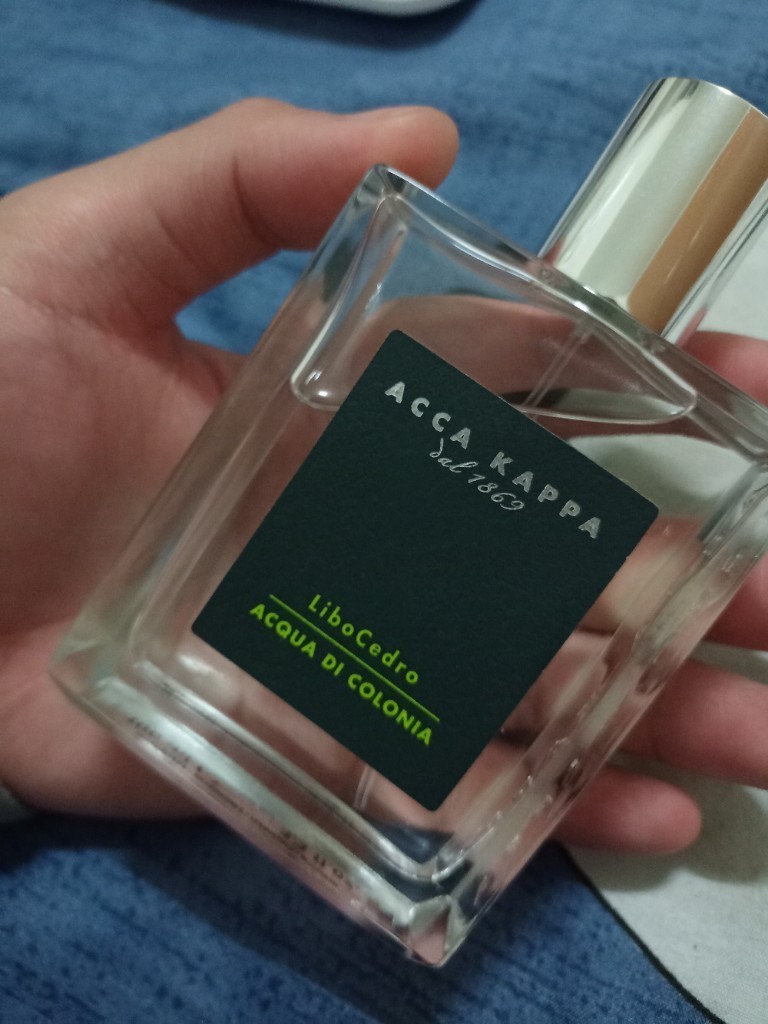 ACCA KAPPA
dal 1869
LiboCedro
ACQUA DI COLONIA